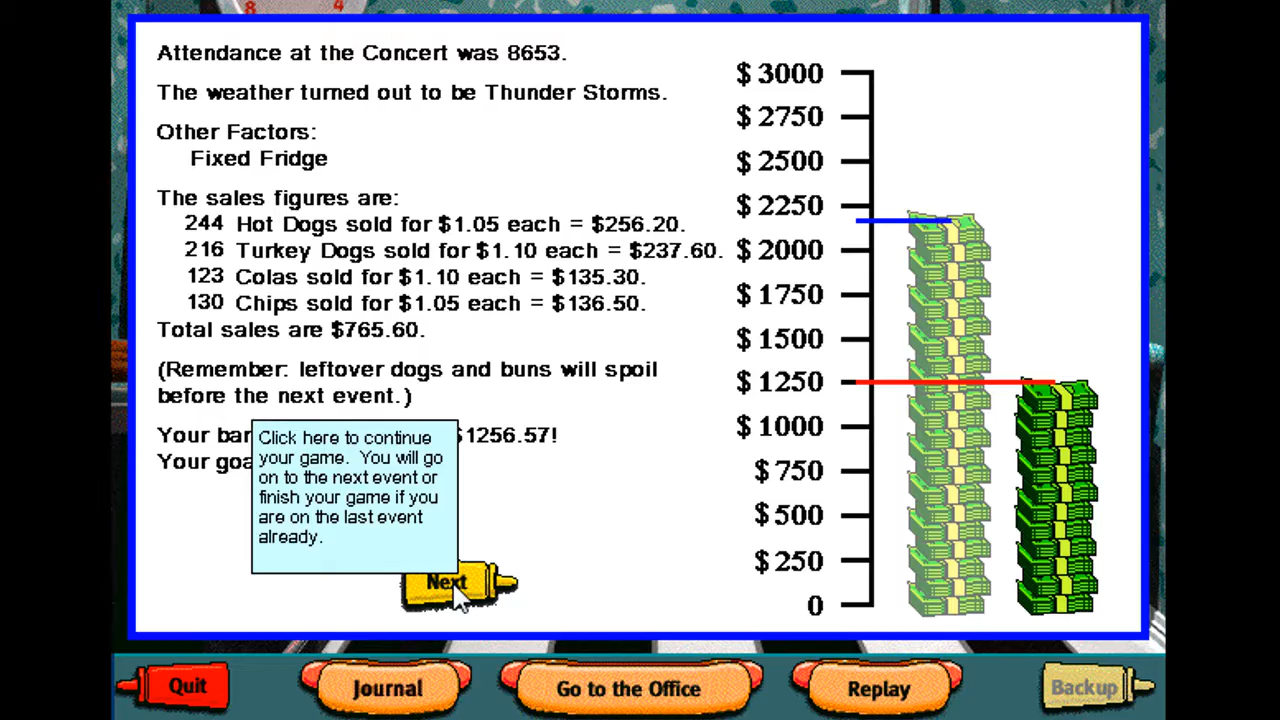 8 4
Attendance at the Concert was 8653.
The weather turned out to be Thunder Storms.
Other Factors:
Fixed Fridge
The sales figures are:
244 Hot Dogs sold for $1.05 each = $256.20.
216 Turkey Dogs sold for $1.10 each = $237.60.
123 Colas sold for $1.10 each = $135.30.
130 Chips sold for $1.05 each = $136.50.
Total sales are $765.60.
(Remember: leftover dogs and buns will spoil
before the next event.)
Your ba $1256.57!
Your goa
Click here to continue
your game. You will go
on to the next event or
finish your game if you
are on the last event
already.
Next
$ 3000
$ 2750
$ 2500
$ 2250
$ 2000
$ 1750
$ 1500
$ 1250
$ 1000
$ 750
$ 500
$ 250
0
Quit
Journal
Go to the Office
Replay
Backup